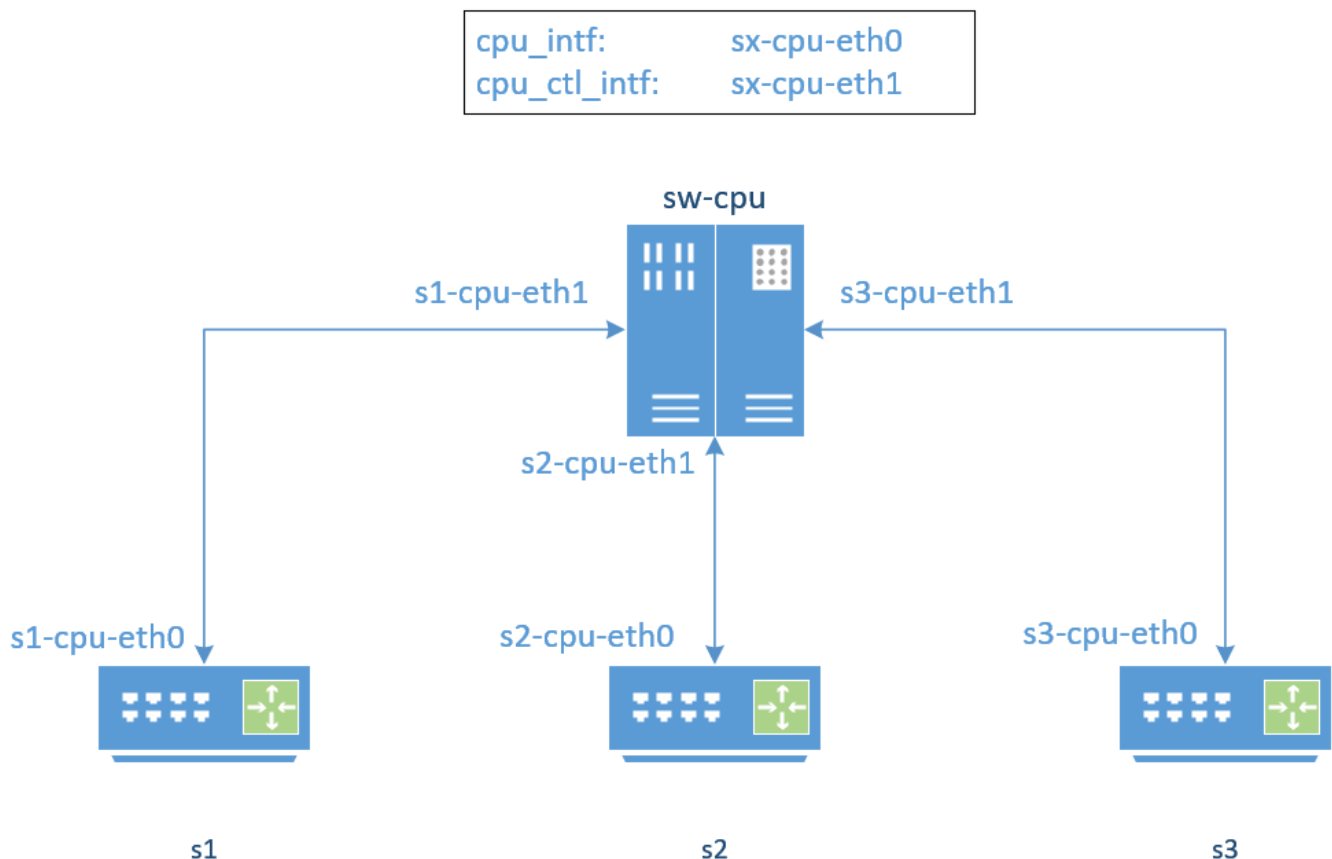 cpu_intf: sx-cpu-eth0
cpu_ctl_intf: sx-cpu-eth1
sw-cpu
s1-cpu-eth1
s3-cpu-eth1
s2-cpu-eth1
s1-cpu-eth0
s2-cpu-eth0
s3-cpu-eth0
s1
s2
s3